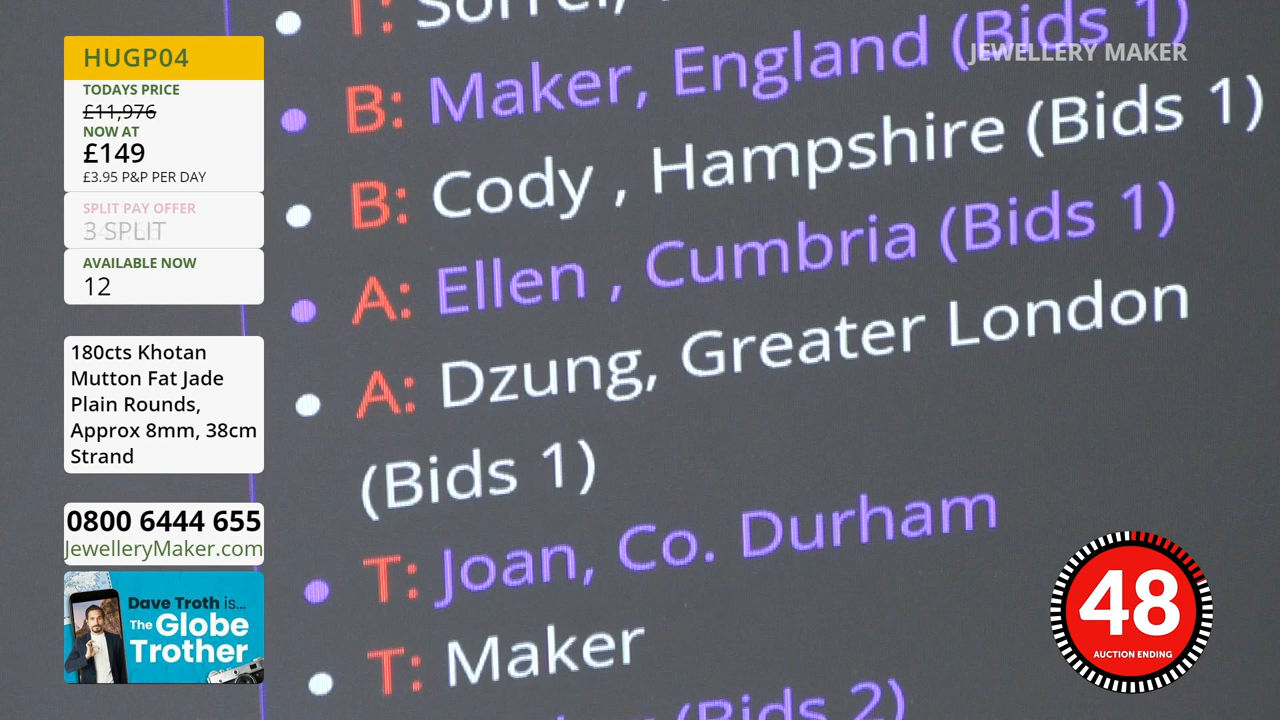 HUGP04
TODAYS PRICE
£11,976
NOW AT
£149
£3.95 P&P PER DAY
SPLIT PAY OFFER
3 SPLIT
AVAILABLE NOW
12
180cts Khotan
Mutton Fat Jade
Plain Rounds,
Approx 8mm, 38cm
Strand
0800 6444 655
JewelleryMaker.com
Dave Troth is...
The Globe
Trother
JEWELLERY MAKER
T: Sorrel,
B: Maker, England (Bids 1)
B: Cody , Hampshire (Bids 1)
A: Ellen , Cumbria (Bids 1)
A: Dzung, Greater London
(Bids 1)
T: Joan, Co. Durham
T: Maker
(Bids 2)
48
AUCTION ENDING